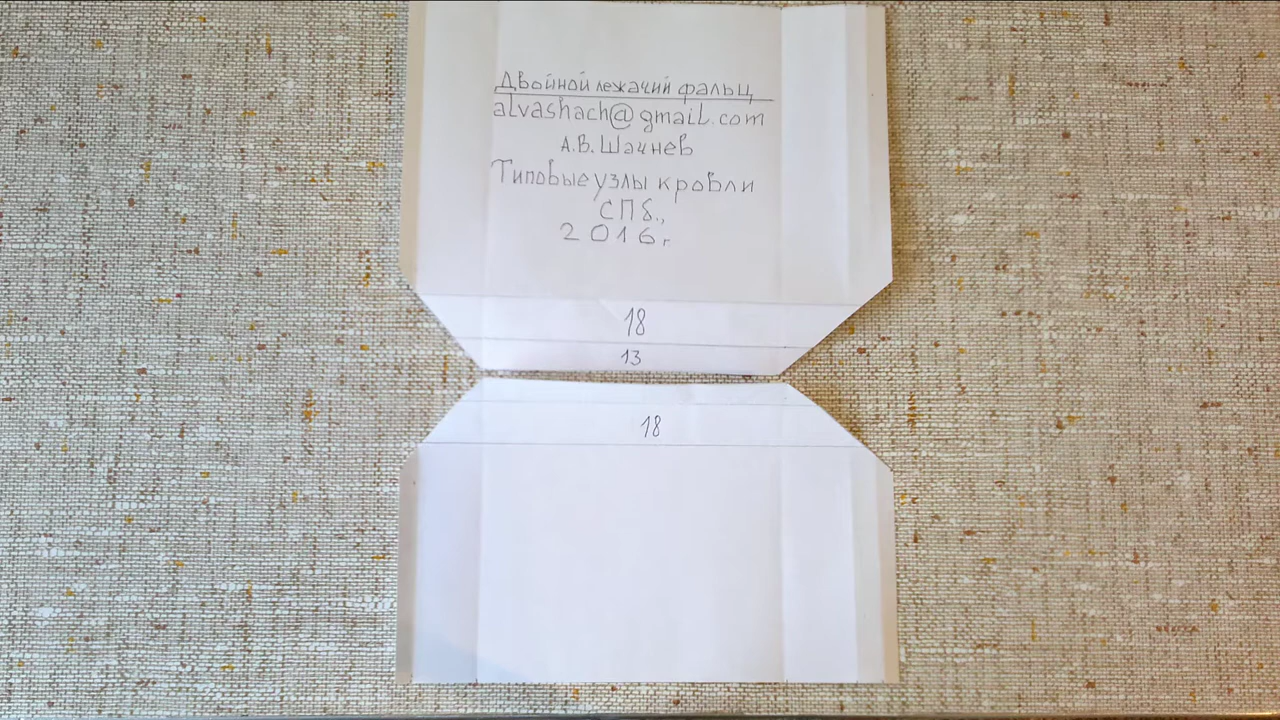 Двойной лежачий фальц
alvashach@gmail.com
А.В. Шачнев
Типовые узлы кровли
СПб.,
2016г.
18
13
18